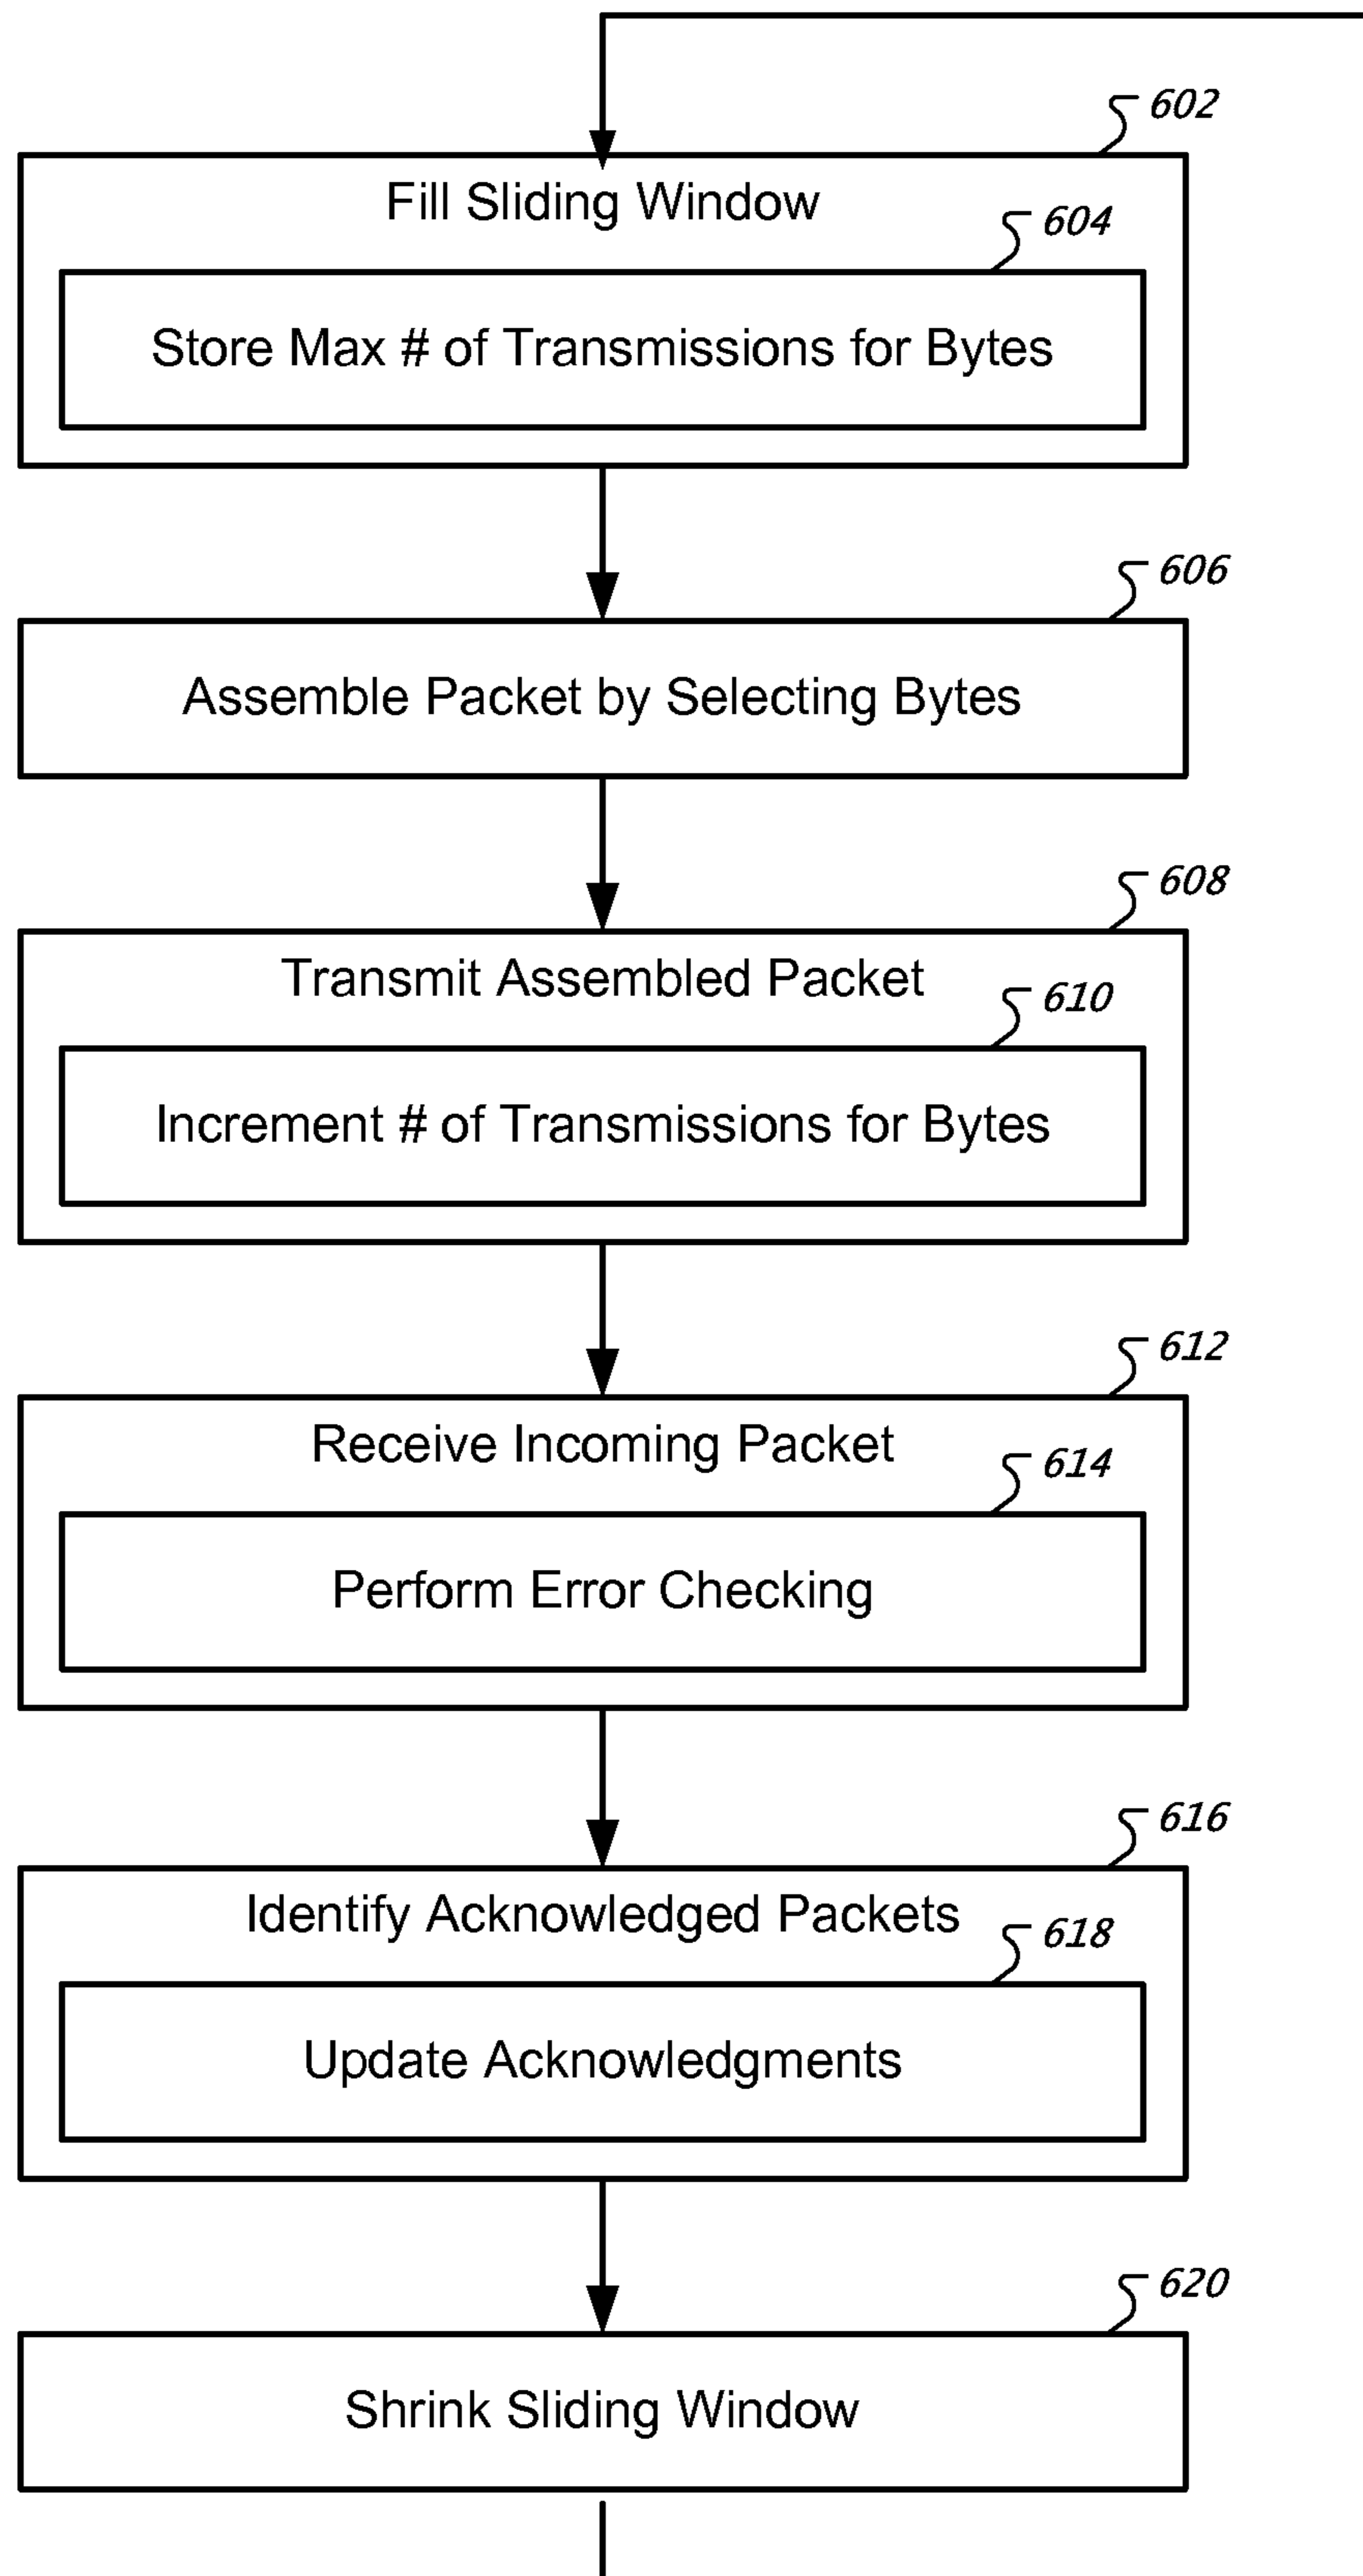 602
Fill Sliding Window
604
Store Max # of Transmissions for Bytes
606
Assemble Packet by Selecting Bytes
608
Transmit Assembled Packet
610
Increment # of Transmissions for Bytes
612
Receive Incoming Packet
614
Perform Error Checking
616
Identify Acknowledged Packets
618
Update Acknowledgments
620
Shrink Sliding Window